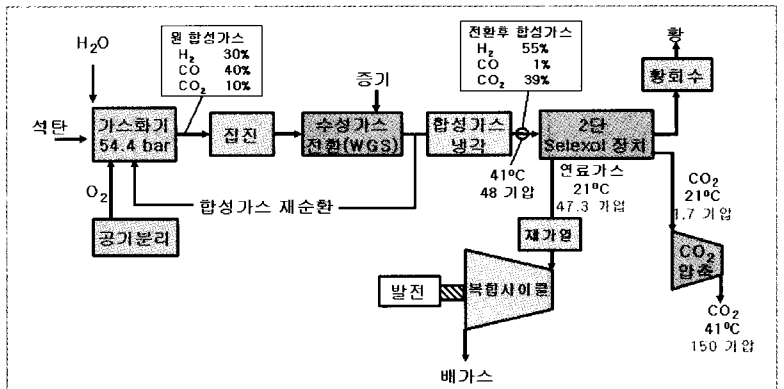 H₂O
원 합성가스
H₂ 30%
CO 40%
CO₂ 10%
전환후 합성가스
H₂ 55%
CO 1%
CO₂ 39%
황
황회수
증기
석탄
가스화기
54.4 bar
집진
수성가스
전환(WGS)
합성가스
냉각
2단
Selexol 장치
41℃
48 기압
연료가스
21℃
47.3 기압
CO₂
21℃
1.7 기압
O₂
합성가스 재순환
공기분리
재가열
CO₂
압축
발전
복합사이클
CO₂
41℃
150 기압
배가스